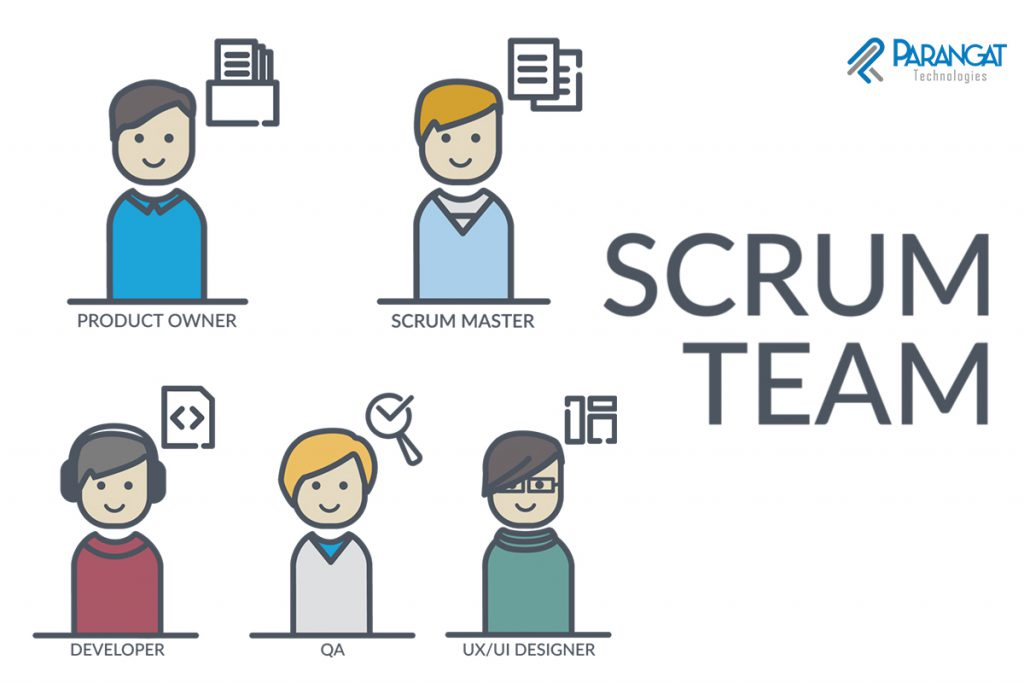 PARANGAT
Technologies
PRODUCT OWNER
SCRUM MASTER
SCRUM
TEAM
DEVELOPER
QA
UX/UI DESIGNER